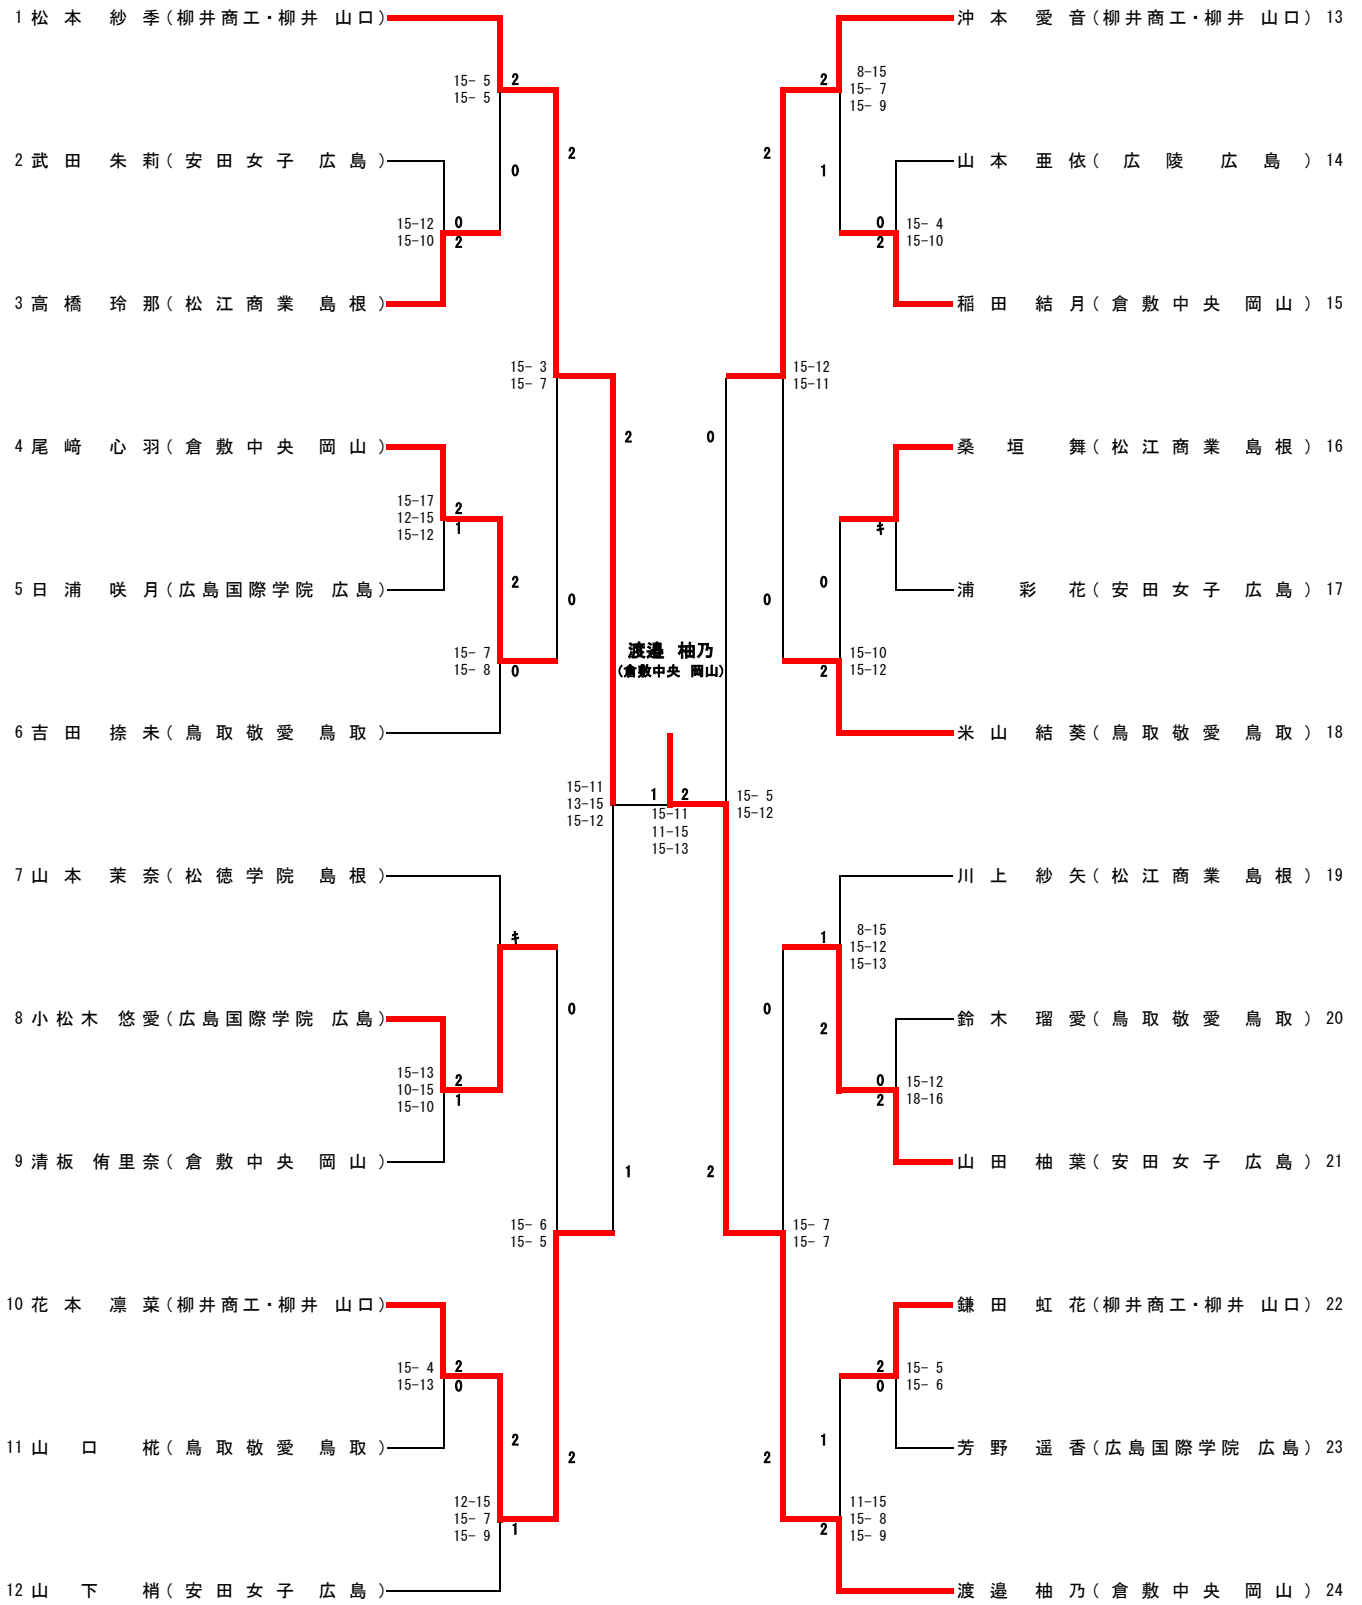 1 松本 紗季(柳井商工・柳井 山口)
15- 5 2
15- 5
2
0
2 武田 朱莉(安田女子 広島)
15-12 0
15-10 2
3 高橋 玲那(松江商業 島根)
15- 3
15- 7
2
4 尾﨑 心羽(倉敷中央 岡山)
15-17 2
12-15 1
15-12
2
0
5 日浦 咲月(広島国際学院 広島)
15- 7
15- 8 0
6 吉田 捺未(鳥取敬愛 鳥取)
15-11
13-15
15-12
7 山本 茉奈(松徳学院 島根)
キ
0
8 小松木 悠愛(広島国際学院 広島)
15-13 2
10-15 1
15-10
9 清板 侑里奈(倉敷中央 岡山)
1
15- 6
15- 5
10 花本 凛菜(柳井商工・柳井 山口)
15- 4 2
15-13 0
2
2
11 山口 椛(鳥取敬愛 鳥取)
12-15
15- 7
15- 9 1
12 山下 梢(安田女子 広島)
渡邉 柚乃
(倉敷中央 岡山)
1 2
15-11
11-15
15-13
沖本 愛音(柳井商工・柳井 山口) 13
2 8-15
15- 7
15- 9
2
1
山本 亜依(広陵 広島) 14
0 15- 4
2 15-10
稲田 結月(倉敷中央 岡山) 15
15-12
15-11
0
桑垣 舞(松江商業 島根) 16
キ
0
0
浦 彩花(安田女子 広島) 17
15-10
2 15-12
米山 結葵(鳥取敬愛 鳥取) 18
15- 5
15-12
川上 紗矢(松江商業 島根) 19
1 8-15
15-12
15-13
0
2
鈴木 瑠愛(鳥取敬愛 鳥取) 20
0 15-12
2 18-16
山田 柚葉(安田女子 広島) 21
2
15- 7
15- 7
鎌田 虹花(柳井商工・柳井 山口) 22
2 15- 5
0 15- 6
1
2
芳野 遥香(広島国際学院 広島) 23
11-15
15- 8
2 15- 9
渡邉 柚乃(倉敷中央 岡山) 24